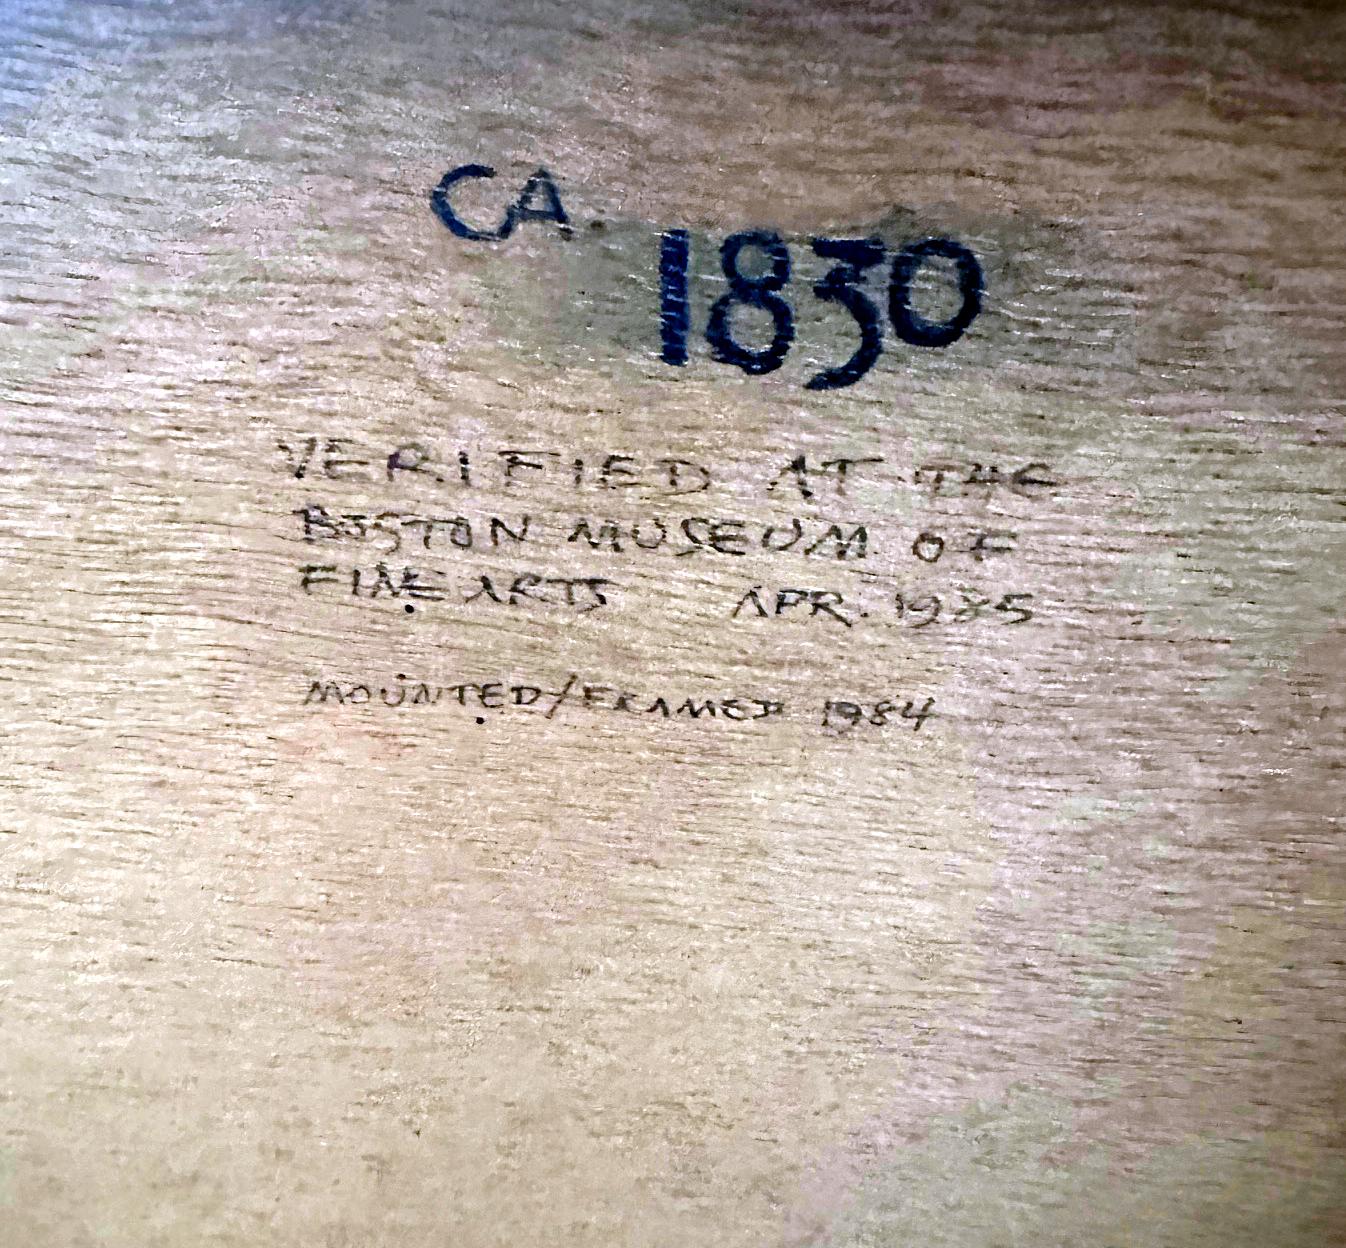 CA.
1830
VERIFIED AT THE
BOSTON MUSEUM OF
FINE ARTS APR. 1985
MOUNTED/FRAMED 1984